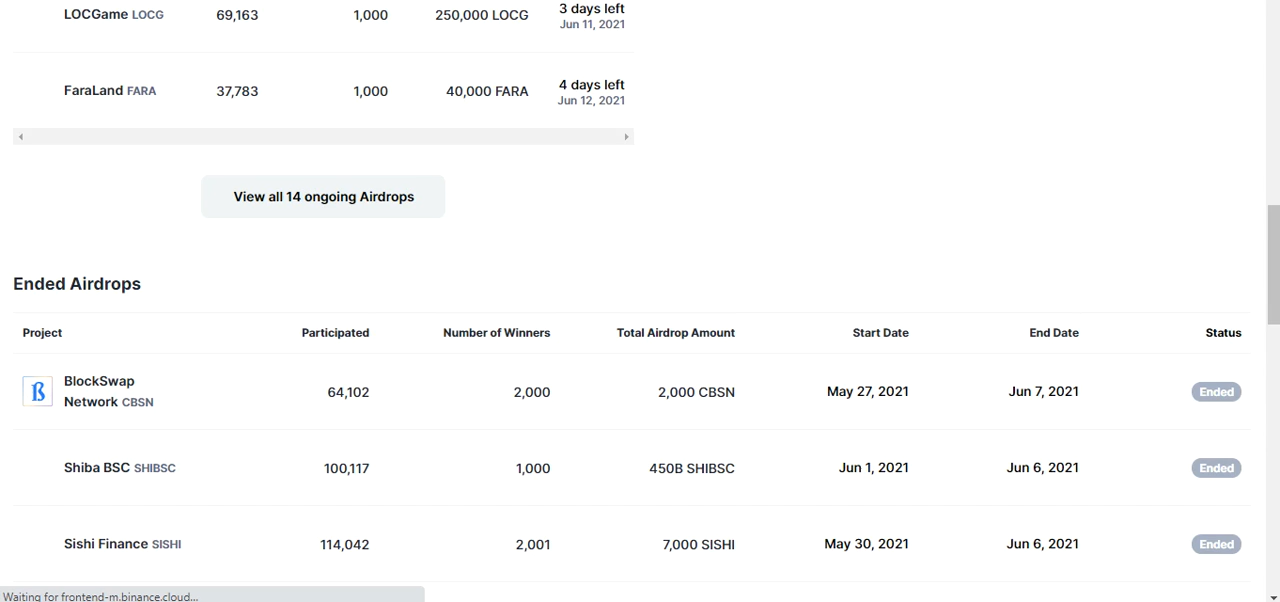 LOCGame LOCG 69,163 1,000 250,000 LOCG 3 days left
Jun 11, 2021
FaraLand FARA 37,783 1,000 40,000 FARA 4 days left
Jun 12, 2021
View all 14 ongoing Airdrops
Ended Airdrops
Project Participated Number of Winners Total Airdrop Amount Start Date End Date Status
BlockSwap
Network CBSN 64,102 2,000 2,000 CBSN May 27, 2021 Jun 7, 2021 Ended
Shiba BSC SHIBSC 100,117 1,000 450B SHIBSC Jun 1, 2021 Jun 6, 2021 Ended
Sishi Finance SISHI 114,042 2,001 7,000 SISHI May 30, 2021 Jun 6, 2021 Ended
Waiting for frontend-m.binance.cloud...